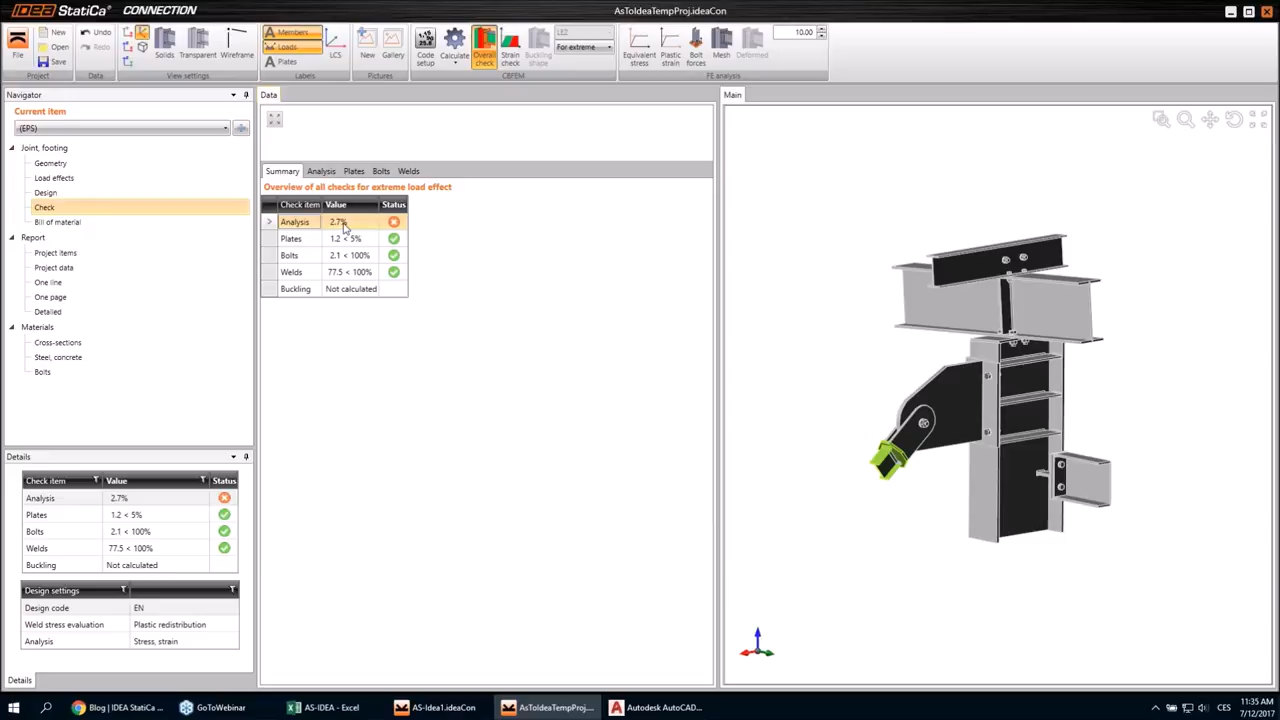 IDEA StatiCa CONNECTION
AsToIdeaTempProj.ideaCon
File
New
Open
Save
Project
Undo
Redo
Data
Solids
Transparent
Wireframe
View settings
Members
Loads
Plates
LCS
Labels
New
Gallery
Pictures
Code setup
Calculate
Overall check
Strain check
Buckling shape
LE2
For extreme
CBFEM
Equivalent stress
Plastic strain
Bolt forces
Mesh
Deformed
10.00
FE analysis
Navigator
Current item
(EPS)
Joint, footing
Geometry
Load effects
Design
Check
Bill of material
Report
Project items
Project data
One line
One page
Detailed
Materials
Cross-sections
Steel, concrete
Bolts
Details
Check item Value Status
Analysis 2.7%
Plates 1.2 < 5%
Bolts 2.1 < 100%
Welds 77.5 < 100%
Buckling Not calculated
Design settings
Design code EN
Weld stress evaluation Plastic redistribution
Analysis Stress, strain
Details
Data
Summary Analysis Plates Bolts Welds
Overview of all checks for extreme load effect
Check item Value Status
> Analysis 2.7%
Plates 1.2 < 5%
Bolts 2.1 < 100%
Welds 77.5 < 100%
Buckling Not calculated
Main
Blog | IDEA StatiCa ...
GoToWebinar
AS-IDEA - Excel
AS-Idea1.ideaCon
AsToIdeaTempProj...
Autodesk AutoCAD...
CES
11:35 AM
7/12/2017